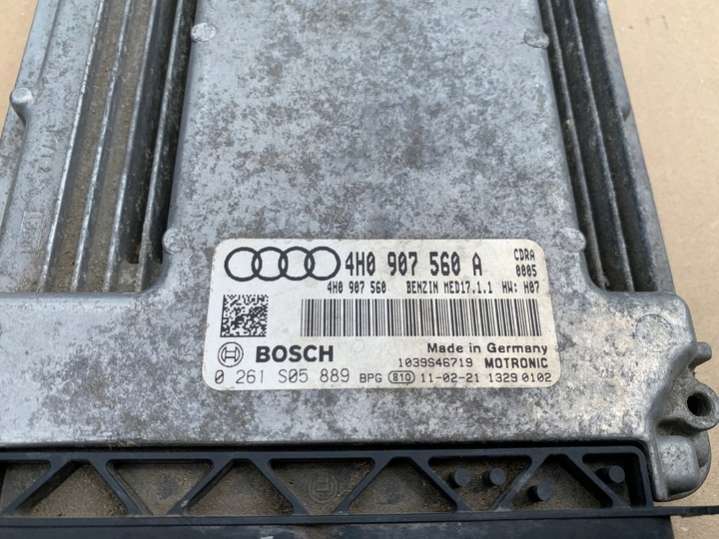 4H0 907 560 A
CDRA
0005
4H0 907 560 BENZIN MED17.1.1 HW: H07
BOSCH
Made in Germany
1039S46719 MOTRONIC
0 261 S05 889 BPG 810 11-02-21 1329 0102